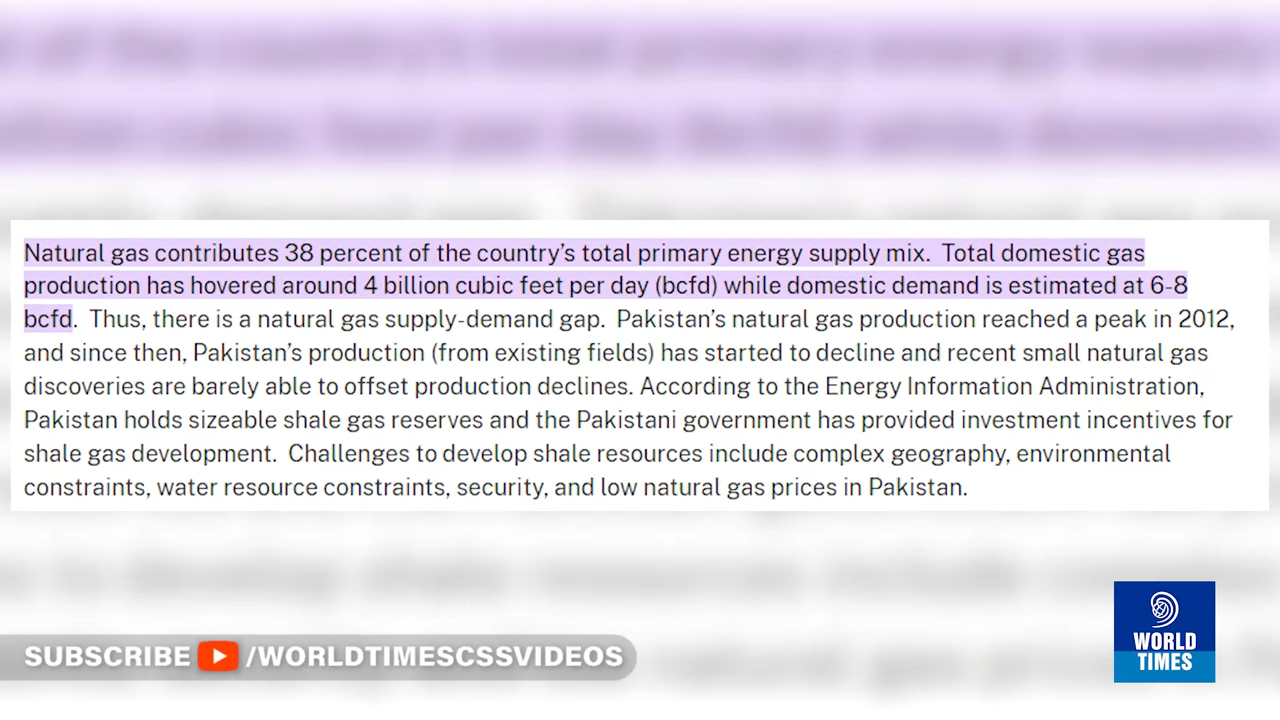 Natural gas contributes 38 percent of the country's total primary energy supply mix.  Total domestic gas
production has hovered around 4 billion cubic feet per day (bcfd) while domestic demand is estimated at 6-8
bcfd.  Thus, there is a natural gas supply-demand gap.  Pakistan's natural gas production reached a peak in 2012,
and since then, Pakistan's production (from existing fields) has started to decline and recent small natural gas
discoveries are barely able to offset production declines. According to the Energy Information Administration,
Pakistan holds sizeable shale gas reserves and the Pakistani government has provided investment incentives for
shale gas development.  Challenges to develop shale resources include complex geography, environmental
constraints, water resource constraints, security, and low natural gas prices in Pakistan.
SUBSCRIBE /WORLDTIMESCSSVIDEOS
WORLD
TIMES